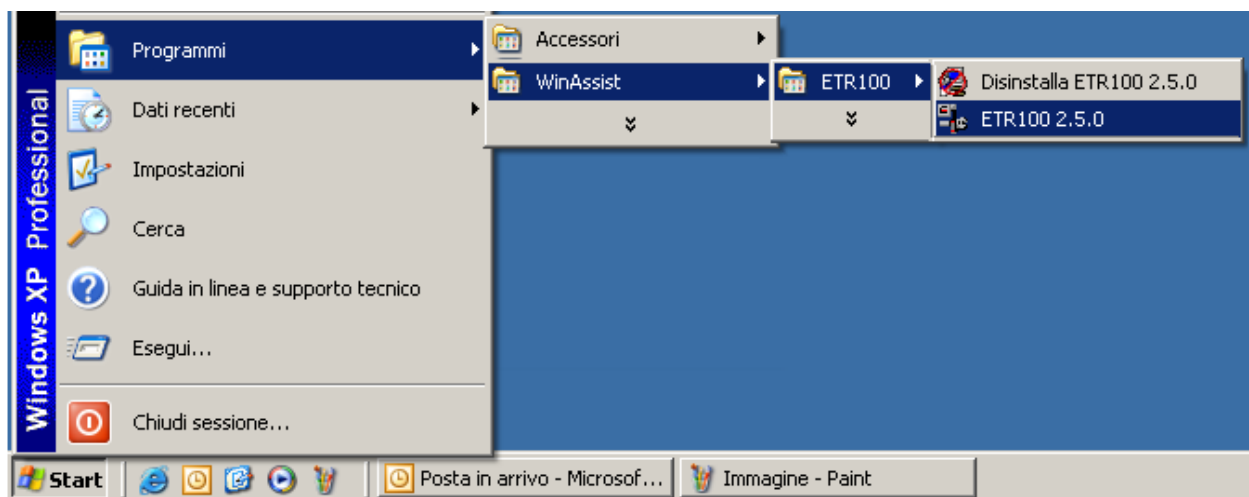 Windows XP Professional
Programmi
Dati recenti
Impostazioni
Cerca
Guida in linea e supporto tecnico
Esegui...
Chiudi sessione...
Accessori
WinAssist
ETR100
Disinstalla ETR100 2.5.0
ETR100 2.5.0
Start
Posta in arrivo - Microsof...
Immagine - Paint